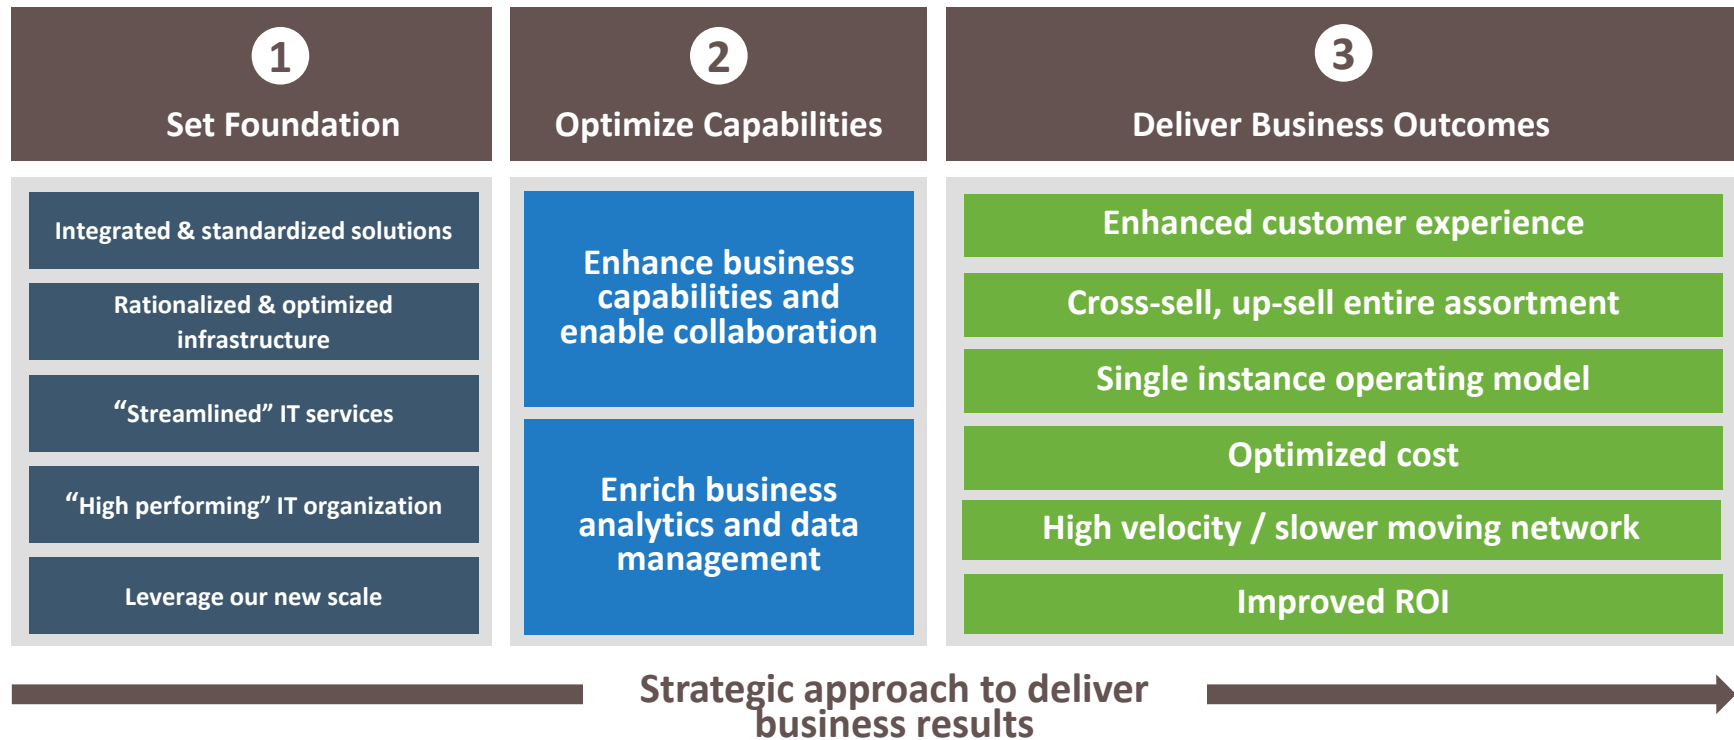 1
Set Foundation
Integrated & standardized solutions
Rationalized & optimized
infrastructure
“Streamlined” IT services
“High performing” IT organization
Leverage our new scale
2
Optimize Capabilities
Enhance business
capabilities and
enable collaboration
Enrich business
analytics and data
management
3
Deliver Business Outcomes
Enhanced customer experience
Cross-sell, up-sell entire assortment
Single instance operating model
Optimized cost
High velocity / slower moving network
Improved ROI
Strategic approach to deliver
business results